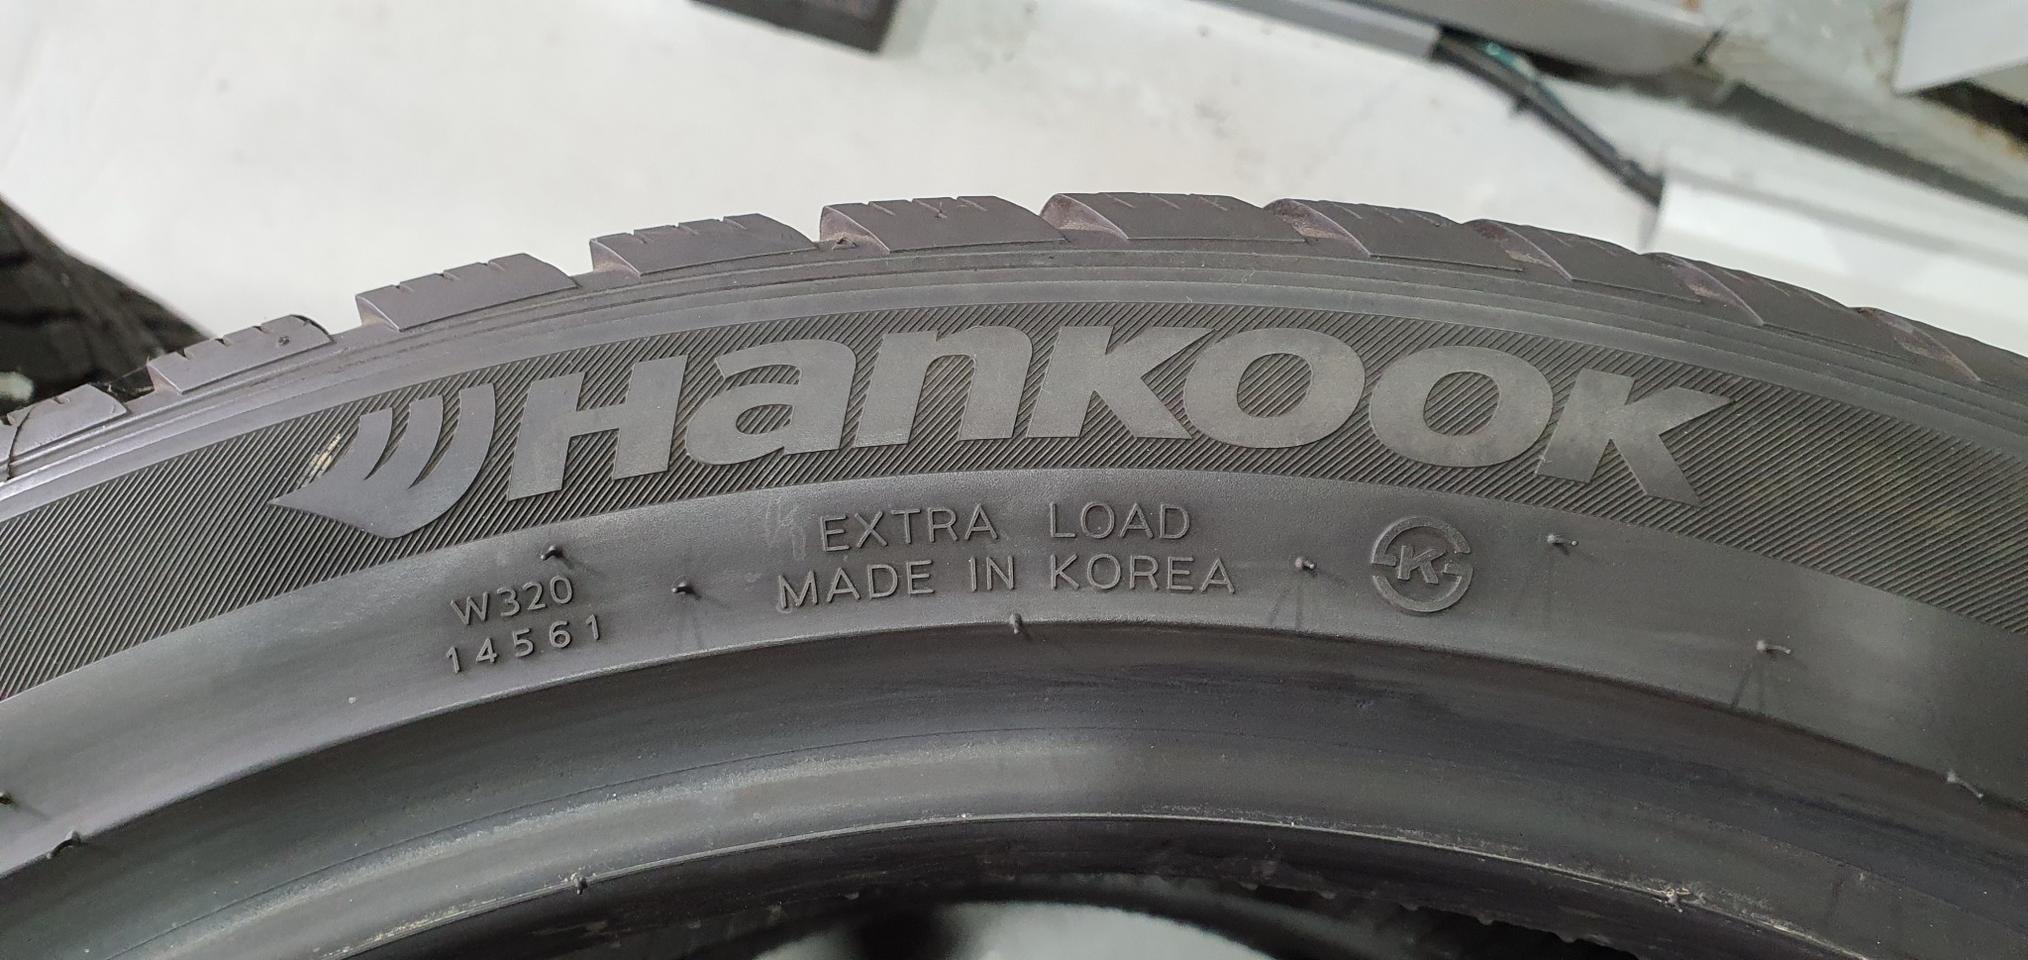 Hankook
EXTRA LOAD
MADE IN KOREA
K
W320
14561